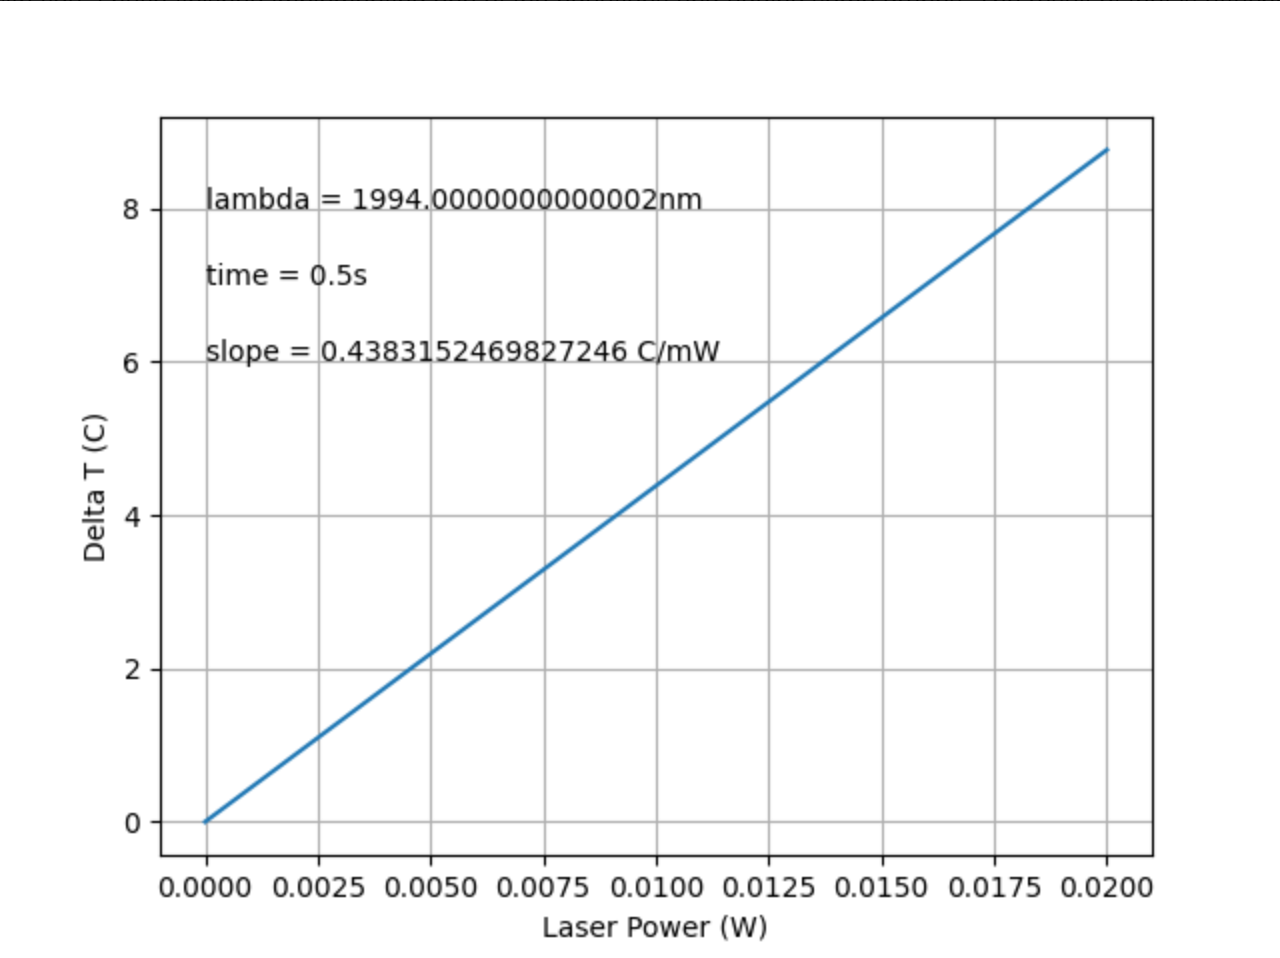 lambda = 1994.0000000000002nm
8
time = 0.5s
slope = 0.4383152469827246 C/mW
6
Delta T (C)
4
2
0
0.0000 0.0025 0.0050 0.0075 0.0100 0.0125 0.0150 0.0175 0.0200
Laser Power (W)